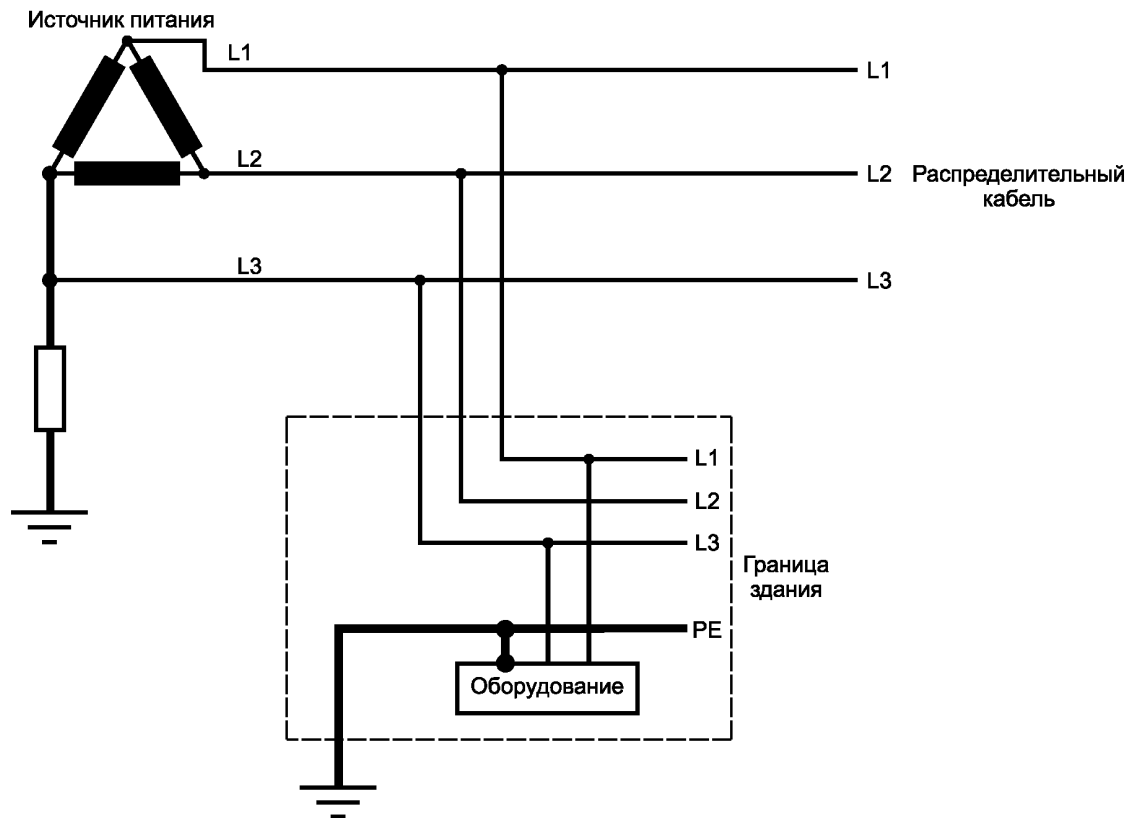 Источник питания
L1
L1
L2
L2
Распределительный
кабель
L3
L3
L1
L2
L3
Граница
здания
PE
Оборудование